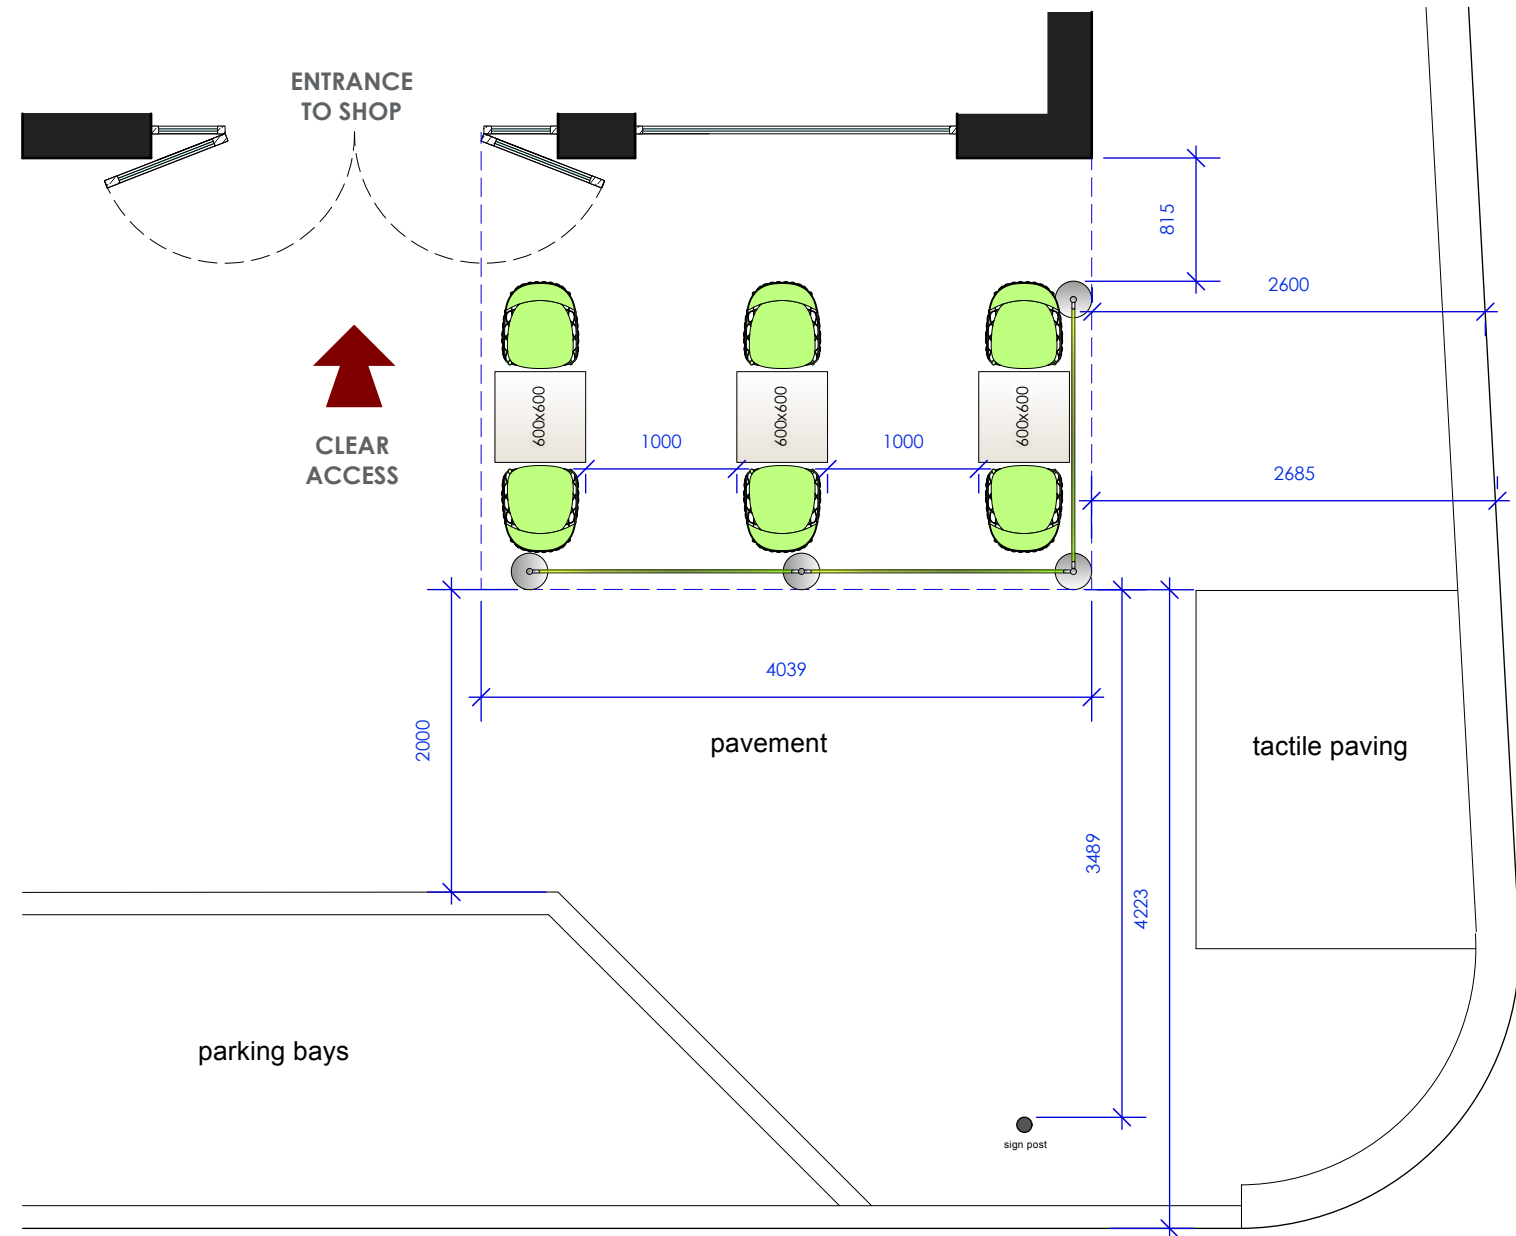 ENTRANCE
TO SHOP
815
2600
CLEAR
ACCESS
600x600
600x600
600x600
1000
1000
2685
4039
2000
pavement
tactile paving
3489
4223
parking bays
sign post